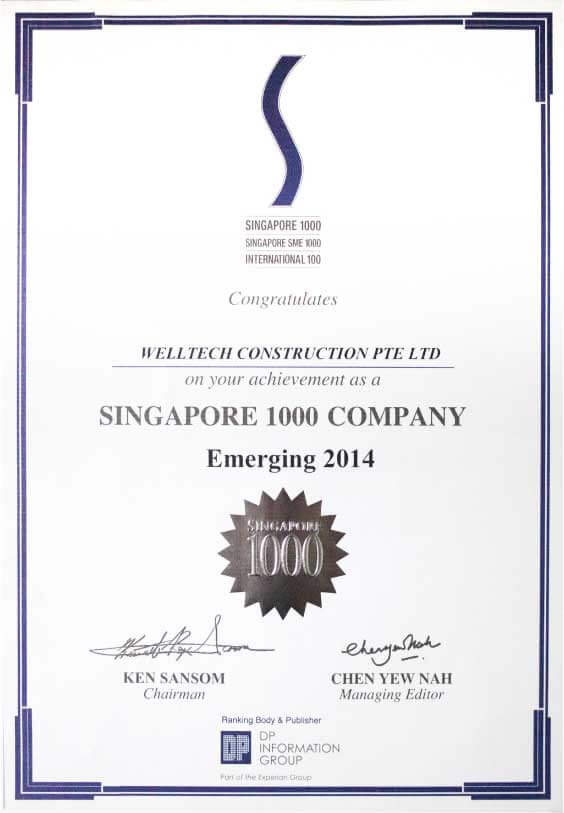 SINGAPORE 1000
SINGAPORE SME 1000
INTERNATIONAL 100
Congratulates
WELLTECH CONSTRUCTION PTE LTD
on your achievement as a
SINGAPORE 1000 COMPANY
Emerging 2014
SINGAPORE
1000
KEN SANSOM
Chairman
CHEN YEW NAH
Managing Editor
Ranking Body & Publisher
DP
DP
INFORMATION
GROUP
Part of the Experian Group